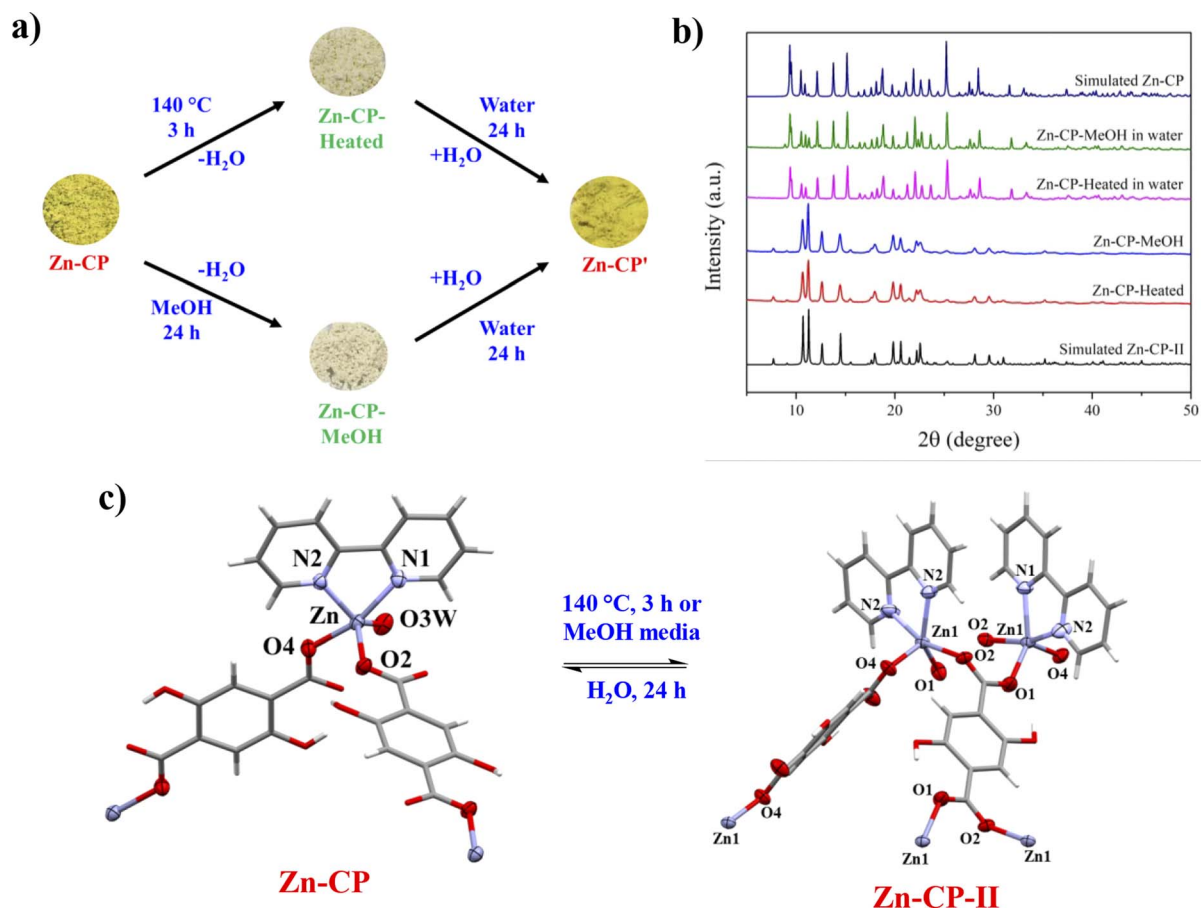 a)
140 °C
3 h
-H₂O
Zn-CP-
Heated
Water
24 h
+H₂O
Zn-CP
-H₂O
MeOH
24 h
Zn-CP-
MeOH
+H₂O
Water
24 h
Zn-CP'
b)
Intensity (a.u.)
Simulated Zn-CP
Zn-CP-MeOH in water
Zn-CP-Heated in water
Zn-CP-MeOH
Zn-CP-Heated
Simulated Zn-CP-II
10 20 30 40 50
2θ (degree)
c)
N2 N1
Zn O3W
O4 O2
Zn-CP
140 °C, 3 h or
MeOH media
H₂O, 24 h
N2 N2 N1
Zn1 O2 Zn1 N2
O4 O1 O2 O1 O4
O4 O1 O2
Zn1 Zn1 Zn1
Zn-CP-II